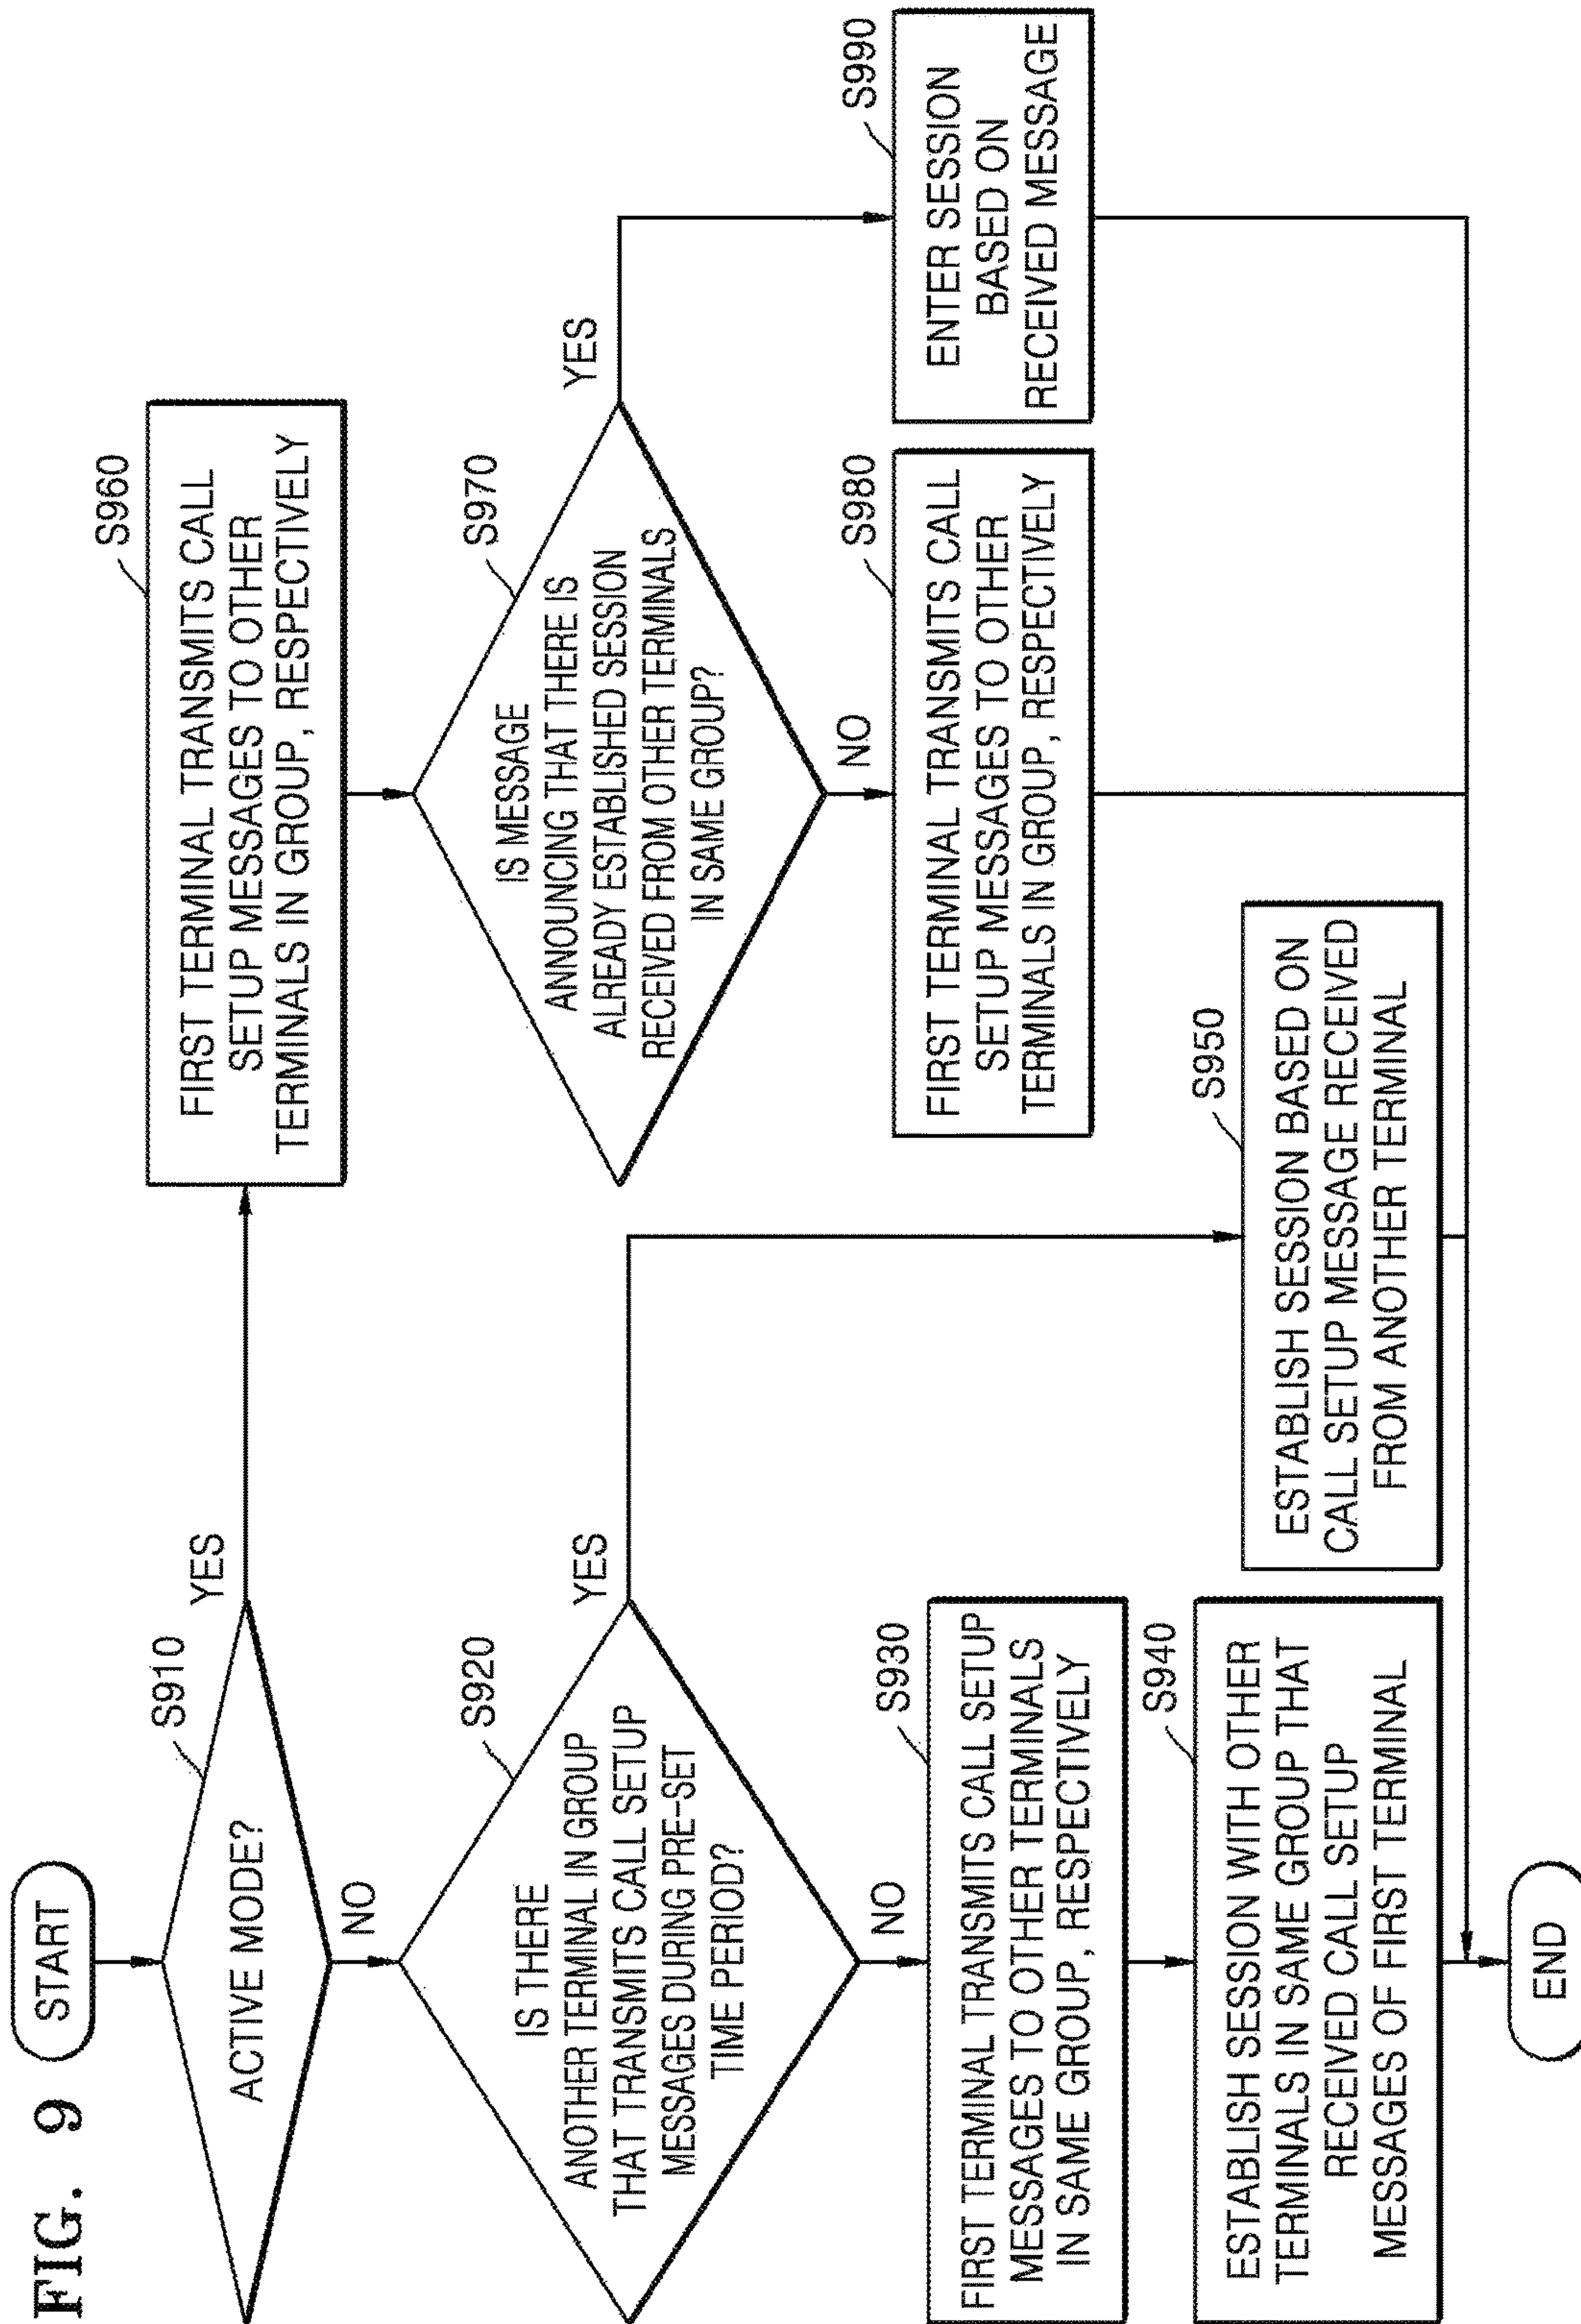 FIG. 9
START
S910
ACTIVE MODE?
YES
NO
S920
IS THERE
ANOTHER TERMINAL IN GROUP
THAT TRANSMITS CALL SETUP
MESSAGES DURING PRE-SET
TIME PERIOD?
YES
NO
S930
FIRST TERMINAL TRANSMITS CALL SETUP
MESSAGES TO OTHER TERMINALS
IN SAME GROUP, RESPECTIVELY
S940
ESTABLISH SESSION WITH OTHER
TERMINALS IN SAME GROUP THAT
RECEIVED CALL SETUP
MESSAGES OF FIRST TERMINAL
S950
ESTABLISH SESSION BASED ON
CALL SETUP MESSAGE RECEIVED
FROM ANOTHER TERMINAL
S960
FIRST TERMINAL TRANSMITS CALL
SETUP MESSAGES TO OTHER
TERMINALS IN GROUP, RESPECTIVELY
S970
IS MESSAGE
ANNOUNCING THAT THERE IS
ALREADY ESTABLISHED SESSION
RECEIVED FROM OTHER TERMINALS
IN SAME GROUP?
YES
NO
S980
FIRST TERMINAL TRANSMITS CALL
SETUP MESSAGES TO OTHER
TERMINALS IN GROUP, RESPECTIVELY
S990
ENTER SESSION
BASED ON
RECEIVED MESSAGE
END